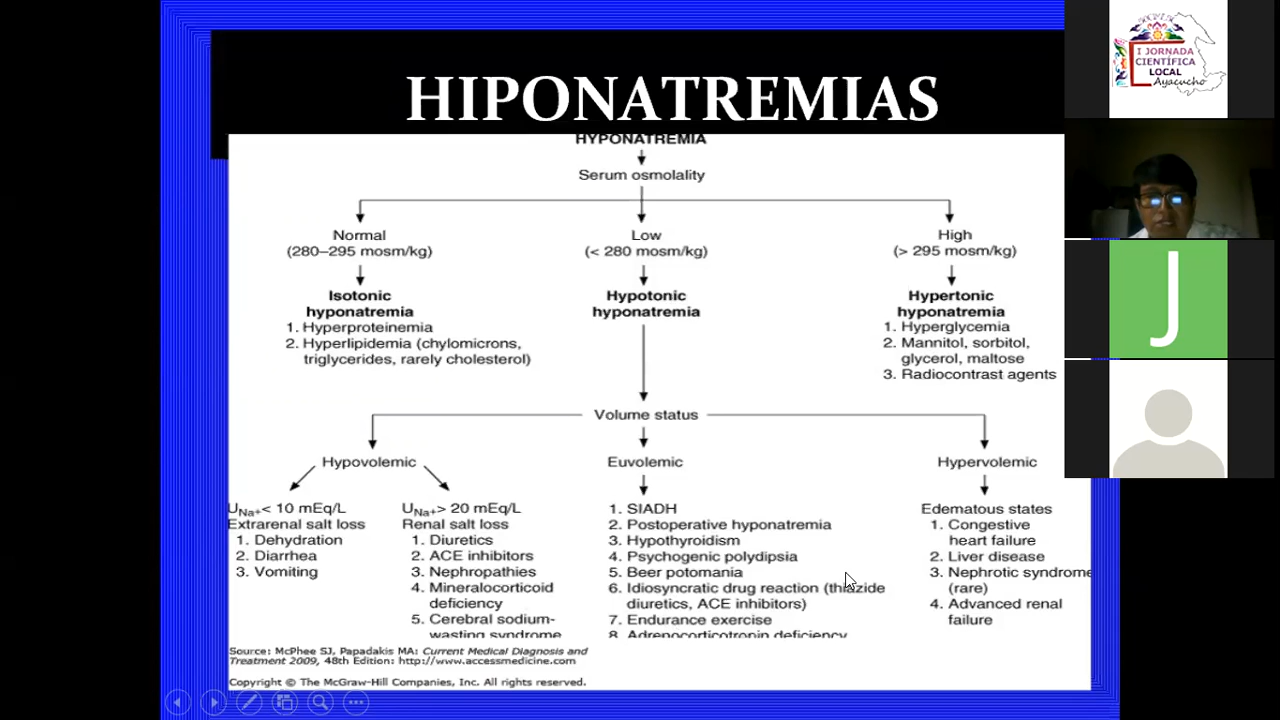 HIPONATREMIAS
HYPONATREMIA
Serum osmolality
Normal
(280–295 mosm/kg)
Low
(< 280 mosm/kg)
High
(> 295 mosm/kg)
Isotonic
hyponatremia
1. Hyperproteinemia
2. Hyperlipidemia (chylomicrons,
triglycerides, rarely cholesterol)
Hypotonic
hyponatremia
Hypertonic
hyponatremia
1. Hyperglycemia
2. Mannitol, sorbitol,
glycerol, maltose
3. Radiocontrast agents
Volume status
Hypovolemic
Euvolemic
Hypervolemic
UNa+< 10 mEq/L
Extrarenal salt loss
1. Dehydration
2. Diarrhea
3. Vomiting
UNa+> 20 mEq/L
Renal salt loss
1. Diuretics
2. ACE inhibitors
3. Nephropathies
4. Mineralocorticoid
deficiency
5. Cerebral sodium-
wasting syndrome
1. SIADH
2. Postoperative hyponatremia
3. Hypothyroidism
4. Psychogenic polydipsia
5. Beer potomania
6. Idiosyncratic drug reaction (thiazide
diuretics, ACE inhibitors)
7. Endurance exercise
8. Adrenocorticotropin deficiency
Edematous states
1. Congestive
heart failure
2. Liver disease
3. Nephrotic syndrome
(rare)
4. Advanced renal
failure
Source: McPhee SJ, Papadakis MA: Current Medical Diagnosis and
Treatment 2009, 48th Edition: http://www.accessmedicine.com
Copyright © The McGraw-Hill Companies, Inc. All rights reserved.
I JORNADA
CIENTÍFICA
LOCAL
Ayacucho
J